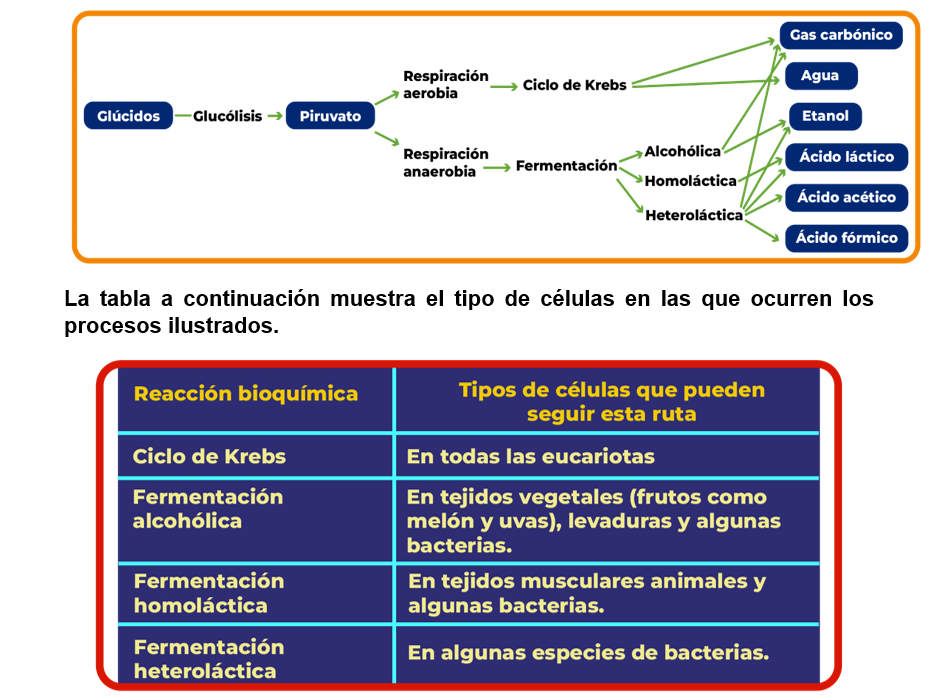 Glúcidos
Glucólisis
Piruvato
Respiración
aerobia
Ciclo de Krebs
Respiración
anaerobia
Fermentación
Alcohólica
Homoláctica
Heteroláctica
Gas carbónico
Agua
Etanol
Ácido láctico
Ácido acético
Ácido fórmico
La tabla a continuación muestra el tipo de células en las que ocurren los
procesos ilustrados.
Reacción bioquímica
Tipos de células que pueden
seguir esta ruta
Ciclo de Krebs
En todas las eucariotas
Fermentación
alcohólica
En tejidos vegetales (frutos como
melón y uvas), levaduras y algunas
bacterias.
Fermentación
homoláctica
En tejidos musculares animales y
algunas bacterias.
Fermentación
heteroláctica
En algunas especies de bacterias.